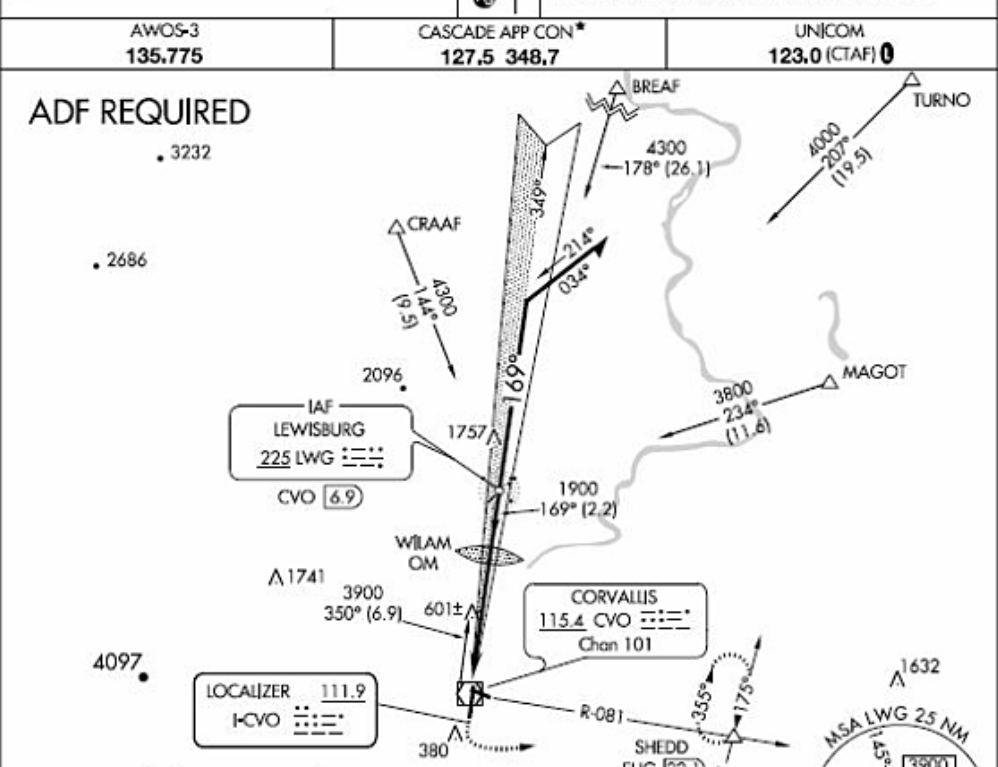 AWOS-3
135.775
CASCADE APP CON★
127.5 348.7
UNICOM
123.0 (CTAF) L
ADF REQUIRED
BREAF
TURNO
3232
4300
178° (26.1)
4000
207°
(19.5)
349°
CRAAF
2686
214°
034°
4300
144°
(9.5)
169°
2096
MAGOT
3800
234°
(11.6)
IAF
LEWISBURG
225 LWG
1757
CVO 6.9
1900
169° (2.2)
WILAM
OM
1741
3900
350° (6.9)
601±
CORVALLIS
115.4 CVO
Chan 101
4097
LOCALIZER 111.9
I-CVO
R-081
355°
175°
1632
380
SHEDD
MSA LWG 25 NM
145°
3900